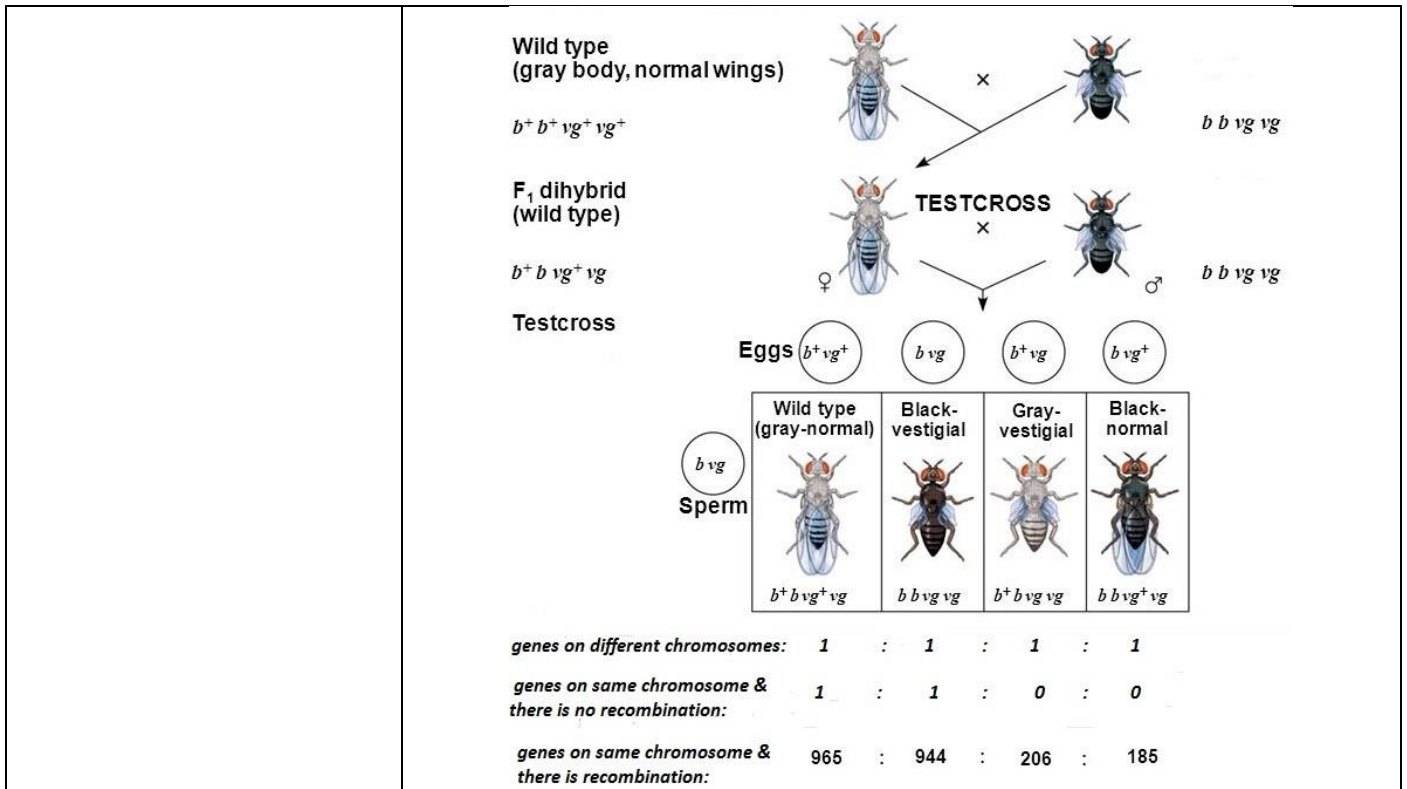 Wild type
(gray body, normal wings)
×
b⁺ b⁺ vg⁺ vg⁺
b b vg vg
F₁ dihybrid
(wild type)
TESTCROSS
×
b⁺ b vg⁺ vg
♀
♂
b b vg vg
Testcross
Eggs
b⁺ vg⁺
b vg
b⁺ vg
b vg⁺
Wild type
(gray-normal)
Black-
vestigial
Gray-
vestigial
Black-
normal
b vg
Sperm
b⁺ b vg⁺ vg
b b vg vg
b⁺ b vg vg
b b vg⁺ vg
genes on different chromosomes: 1 : 1 : 1 : 1
genes on same chromosome &
there is no recombination:
1 : 1 : 0 : 0
genes on same chromosome &
there is recombination:
965 : 944 : 206 : 185